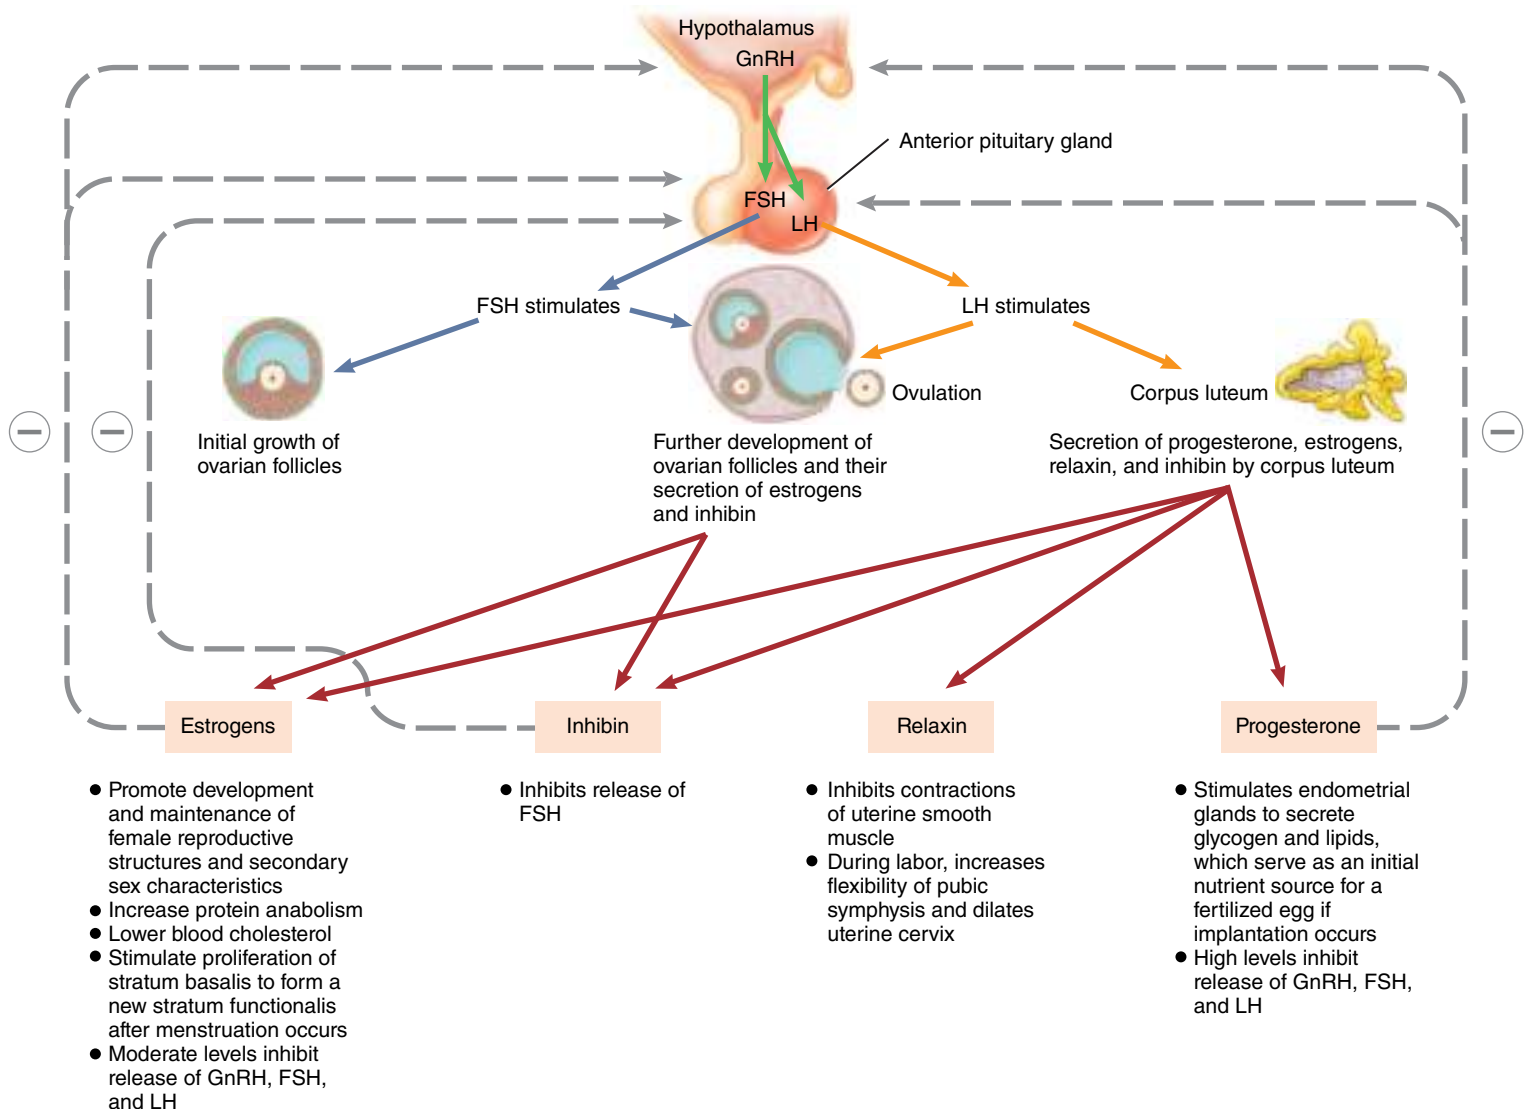 Hypothalamus
GnRH
Anterior pituitary gland
FSH
LH
FSH stimulates
LH stimulates
Ovulation
Corpus luteum
Initial growth of
ovarian follicles
Further development of
ovarian follicles and their
secretion of estrogens
and inhibin
Secretion of progesterone, estrogens,
relaxin, and inhibin by corpus luteum
Estrogens
Inhibin
Relaxin
Progesterone
● Promote development
and maintenance of
female reproductive
structures and secondary
sex characteristics
● Increase protein anabolism
● Lower blood cholesterol
● Stimulate proliferation of
stratum basalis to form a
new stratum functionalis
after menstruation occurs
● Moderate levels inhibit
release of GnRH, FSH,
and LH
● Inhibits release of
FSH
● Inhibits contractions
of uterine smooth
muscle
● During labor, increases
flexibility of pubic
symphysis and dilates
uterine cervix
● Stimulates endometrial
glands to secrete
glycogen and lipids,
which serve as an initial
nutrient source for a
fertilized egg if
implantation occurs
● High levels inhibit
release of GnRH, FSH,
and LH